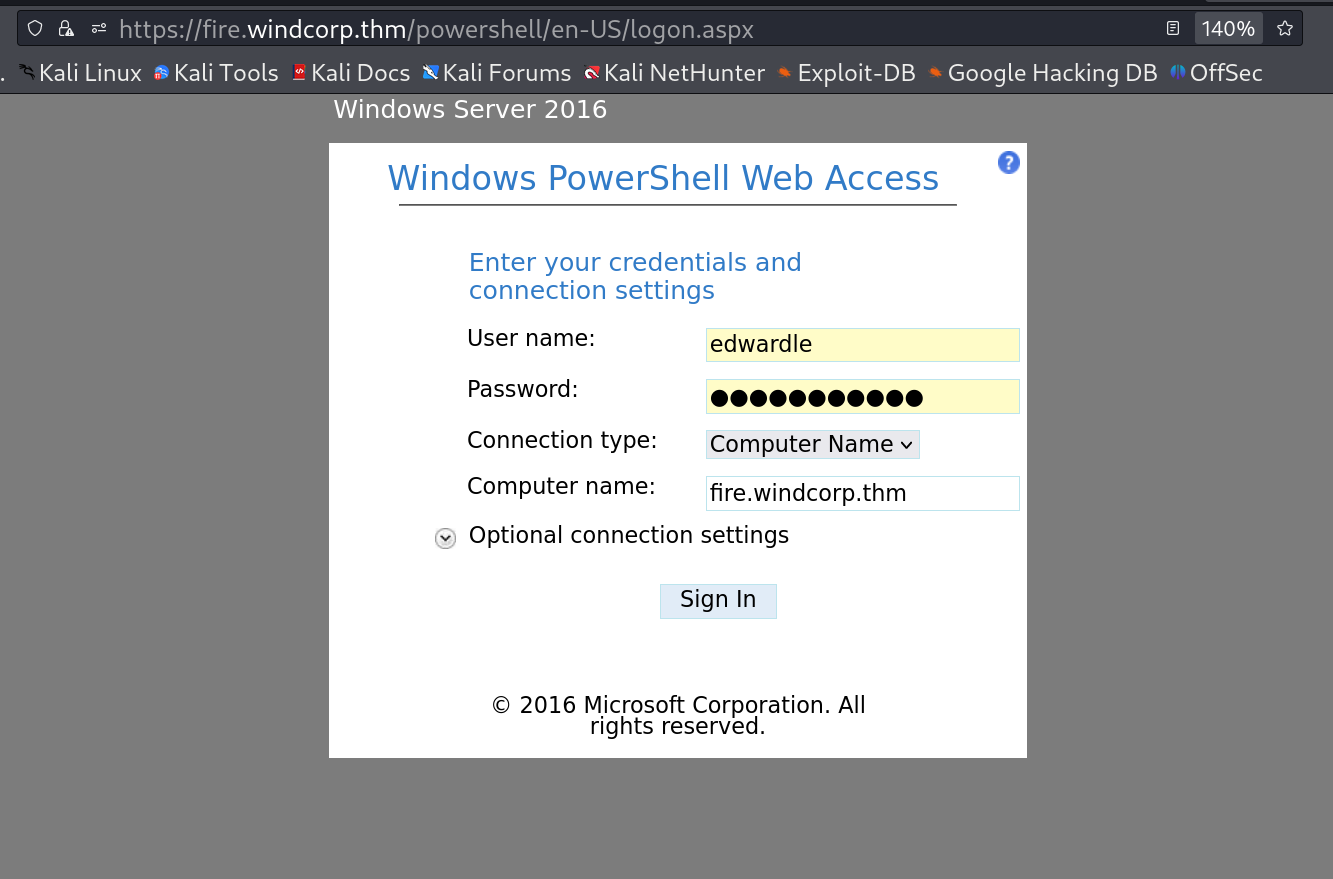 https://fire.windcorp.thm/powershell/en-US/logon.aspx 140%
. Kali Linux Kali Tools Kali Docs Kali Forums Kali NetHunter Exploit-DB Google Hacking DB OffSec
Windows Server 2016
Windows PowerShell Web Access ?
Enter your credentials and
connection settings
User name: edwardle
Password: ●●●●●●●●●●●
Connection type: Computer Name
Computer name: fire.windcorp.thm
Optional connection settings
Sign In
© 2016 Microsoft Corporation. All
rights reserved.